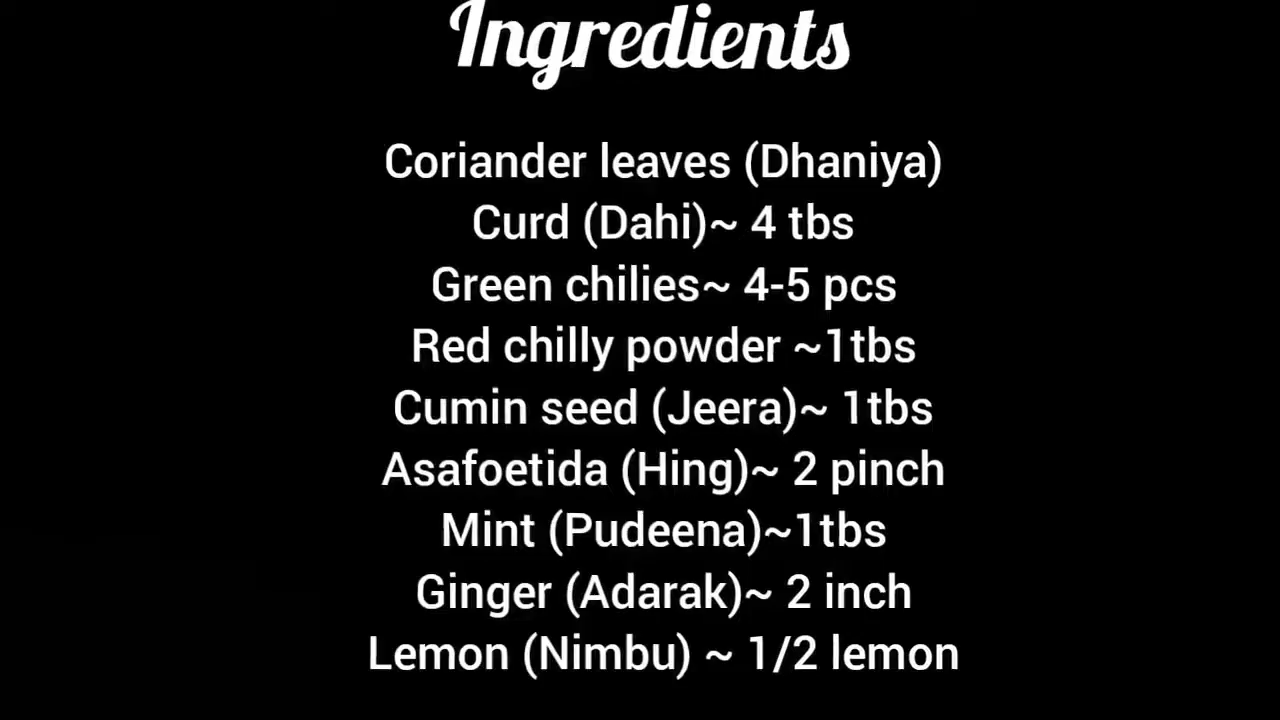 Ingredients
Coriander leaves (Dhaniya)
Curd (Dahi)~ 4 tbs
Green chilies~ 4-5 pcs
Red chilly powder ~1tbs
Cumin seed (Jeera)~ 1tbs
Asafoetida (Hing)~ 2 pinch
Mint (Pudeena)~1tbs
Ginger (Adarak)~ 2 inch
Lemon (Nimbu) ~ 1/2 lemon